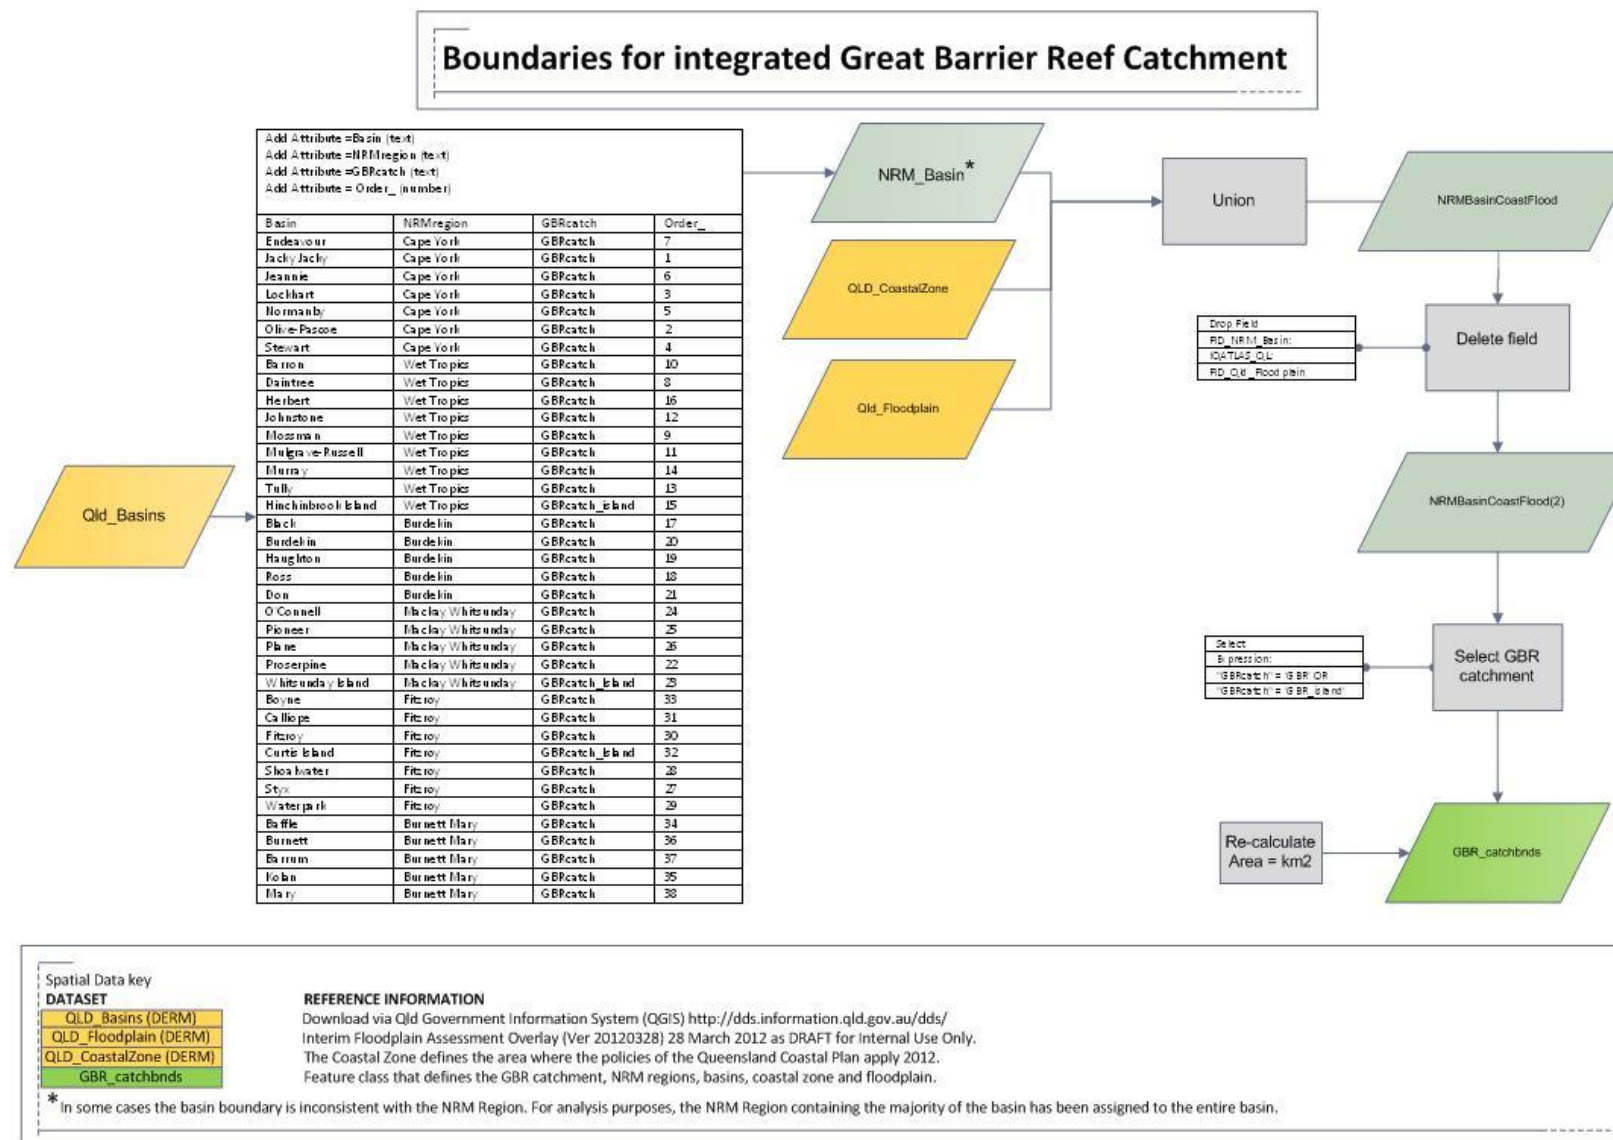 Boundaries for integrated Great Barrier Reef Catchment
Add Attribute =Basin (text)
Add Attribute =NRMregion (text)
Add Attribute =GBRcatch (text)
Add Attribute = Order_ (number)
Basin NRMregion GBRcatch Order_
Endeavour Cape York GBRcatch 7
Jacky Jacky Cape York GBRcatch 1
Jeannie Cape York GBRcatch 6
Lockhart Cape York GBRcatch 3
Normanby Cape York GBRcatch 5
Olive-Pascoe Cape York GBRcatch 2
Stewart Cape York GBRcatch 4
Barron Wet Tropics GBRcatch 10
Daintree Wet Tropics GBRcatch 8
Herbert Wet Tropics GBRcatch 16
Johnstone Wet Tropics GBRcatch 12
Mossman Wet Tropics GBRcatch 9
Mulgrave-Russell Wet Tropics GBRcatch 11
Murray Wet Tropics GBRcatch 14
Tully Wet Tropics GBRcatch 13
Hinchinbrook Island Wet Tropics GBRcatch_island 15
Black Burdekin GBRcatch 17
Burdekin Burdekin GBRcatch 20
Haughton Burdekin GBRcatch 19
Ross Burdekin GBRcatch 18
Don Burdekin GBRcatch 21
O'Connell Mackay Whitsunday GBRcatch 24
Pioneer Mackay Whitsunday GBRcatch 25
Plane Mackay Whitsunday GBRcatch 26
Proserpine Mackay Whitsunday GBRcatch 22
Whitsunday Island Mackay Whitsunday GBRcatch_Island 23
Boyne Fitzroy GBRcatch 33
Calliope Fitzroy GBRcatch 31
Fitzroy Fitzroy GBRcatch 30
Curtis Island Fitzroy GBRcatch_Island 32
Shoalwater Fitzroy GBRcatch 28
Styx Fitzroy GBRcatch 27
Waterpark Fitzroy GBRcatch 29
Baffle Burnett Mary GBRcatch 34
Burnett Burnett Mary GBRcatch 36
Barrum Burnett Mary GBRcatch 37
Kolan Burnett Mary GBRcatch 35
Mary Burnett Mary GBRcatch 38
Qld_Basins
NRM_Basin*
QLD_CoastalZone
Qld_Floodplain
Union
NRMBasinCoastFlood
Drop Field
FID_NRM_Basin:
FID_Qld_Floodplain
Delete field
NRMBasinCoastFlood(2)
Select
Expression:
"GBRcatch" = 'GBR' OR
"GBRcatch" = 'GBR_island'
Select GBR
catchment
Re-calculate
Area = km2
GBR_catchbnds
Spatial Data key
DATASET
QLD_Basins (DERM)
QLD_Floodplain (DERM)
QLD_CoastalZone (DERM)
GBR_catchbnds
REFERENCE INFORMATION
Download via Qld Government Information System (QGIS) http://dds.information.qld.gov.au/dds/
Interim Floodplain Assessment Overlay (Ver 20120328) 28 March 2012 as DRAFT for Internal Use Only.
The Coastal Zone defines the area where the policies of the Queensland Coastal Plan apply 2012.
Feature class that defines the GBR catchment, NRM regions, basins, coastal zone and floodplain.
* In some cases the basin boundary is inconsistent with the NRM Region. For analysis purposes, the NRM Region containing the majority of the basin has been assigned to the entire basin.